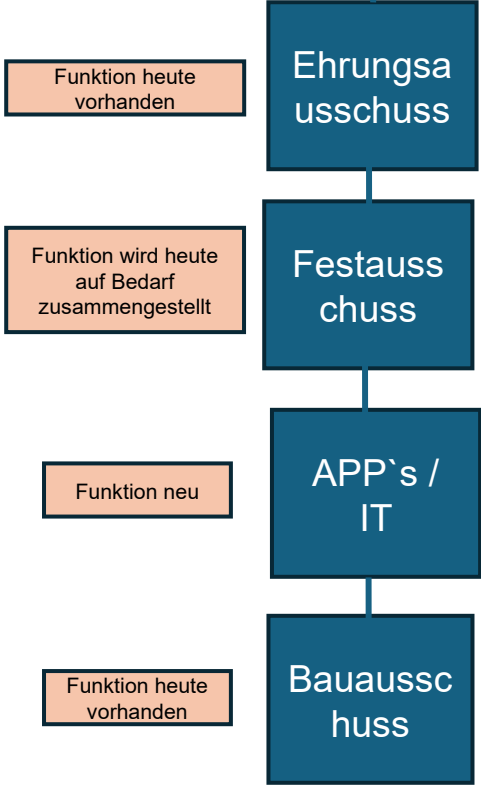 Funktion heute
vorhanden
Ehrungsa
usschuss
Funktion wird heute
auf Bedarf
zusammengestellt
Festauss
chuss
Funktion neu
APP`s /
IT
Funktion heute
vorhanden
Bauaussc
huss